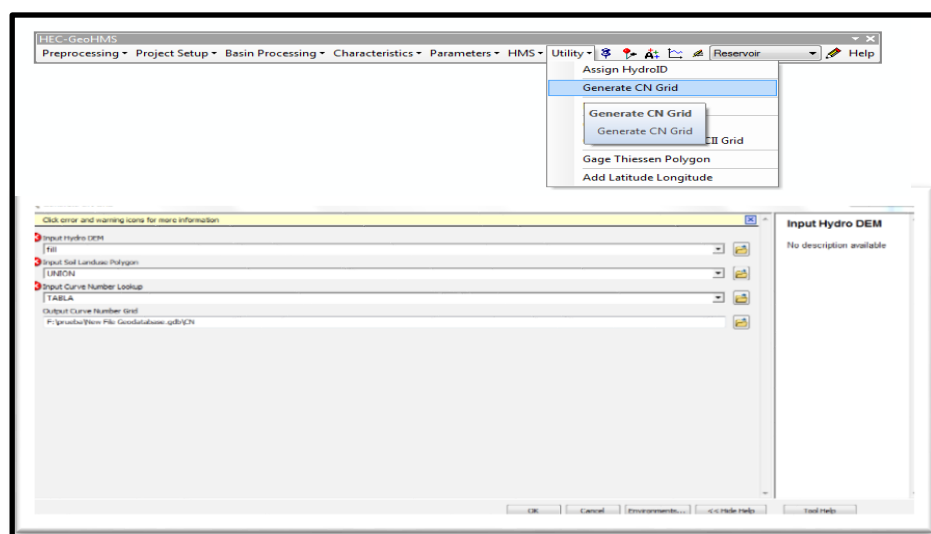 HEC-GeoHMS
Preprocessing Project Setup Basin Processing Characteristics Parameters HMS Utility Reservoir Help
Assign HydroID
Generate CN Grid
Generate CN Grid
Generate CN Grid
CII Grid
Gage Thiessen Polygon
Add Latitude Longitude
Click error and warning icons for more information
Input Hydro DEM
fill
Input Soil Landuse Polygon
UNION
Input Curve Number Lookup
TABLA
Output Curve Number Grid
F:\prueba\New File Geodatabase.gdb\CN
Input Hydro DEM
No description available
OK Cancel Environments... << Hide Help Tool Help